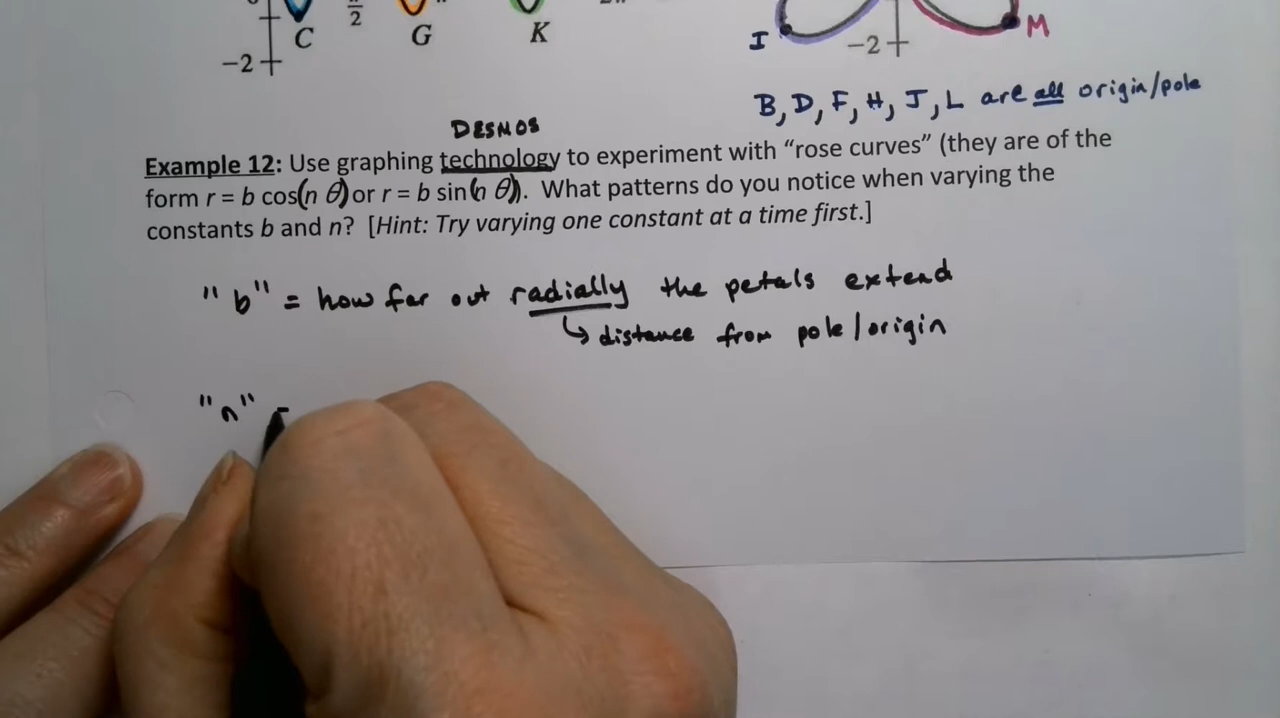 C
π/2
G
K
-2
I
-2
M
B, D, F, H, J, L are all origin/pole
DESMOS
Example 12: Use graphing technology to experiment with “rose curves” (they are of the
form r = b cos(n θ) or r = b sin(n θ)). What patterns do you notice when varying the
constants b and n? [Hint: Try varying one constant at a time first.]
"b" = how far out radially the petals extend
↳ distance from pole/origin
"n"